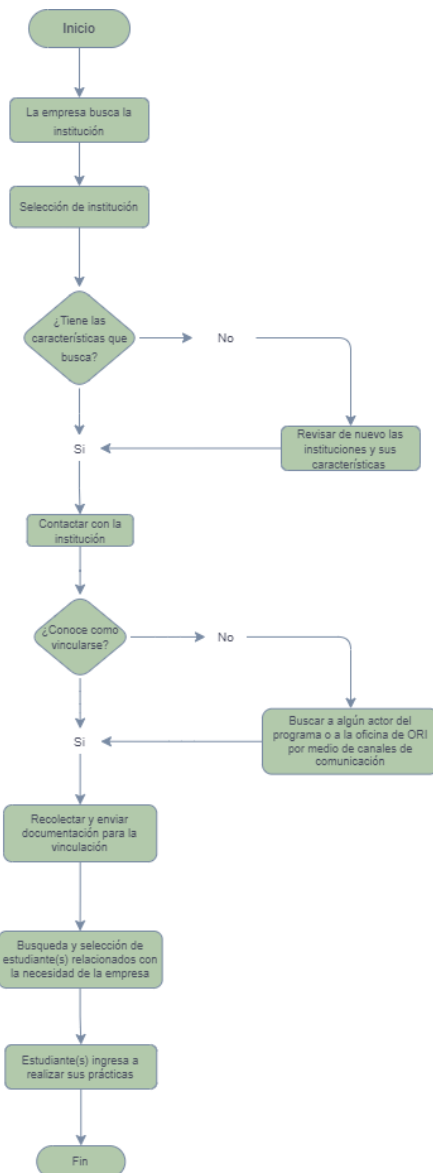 Inicio
La empresa busca la
institución
Selección de institución
¿Tiene las
características que
busca?
No
Revisar de nuevo las
instituciones y sus
características
Si
Contactar con la
institución
¿Conoce como
vincularse?
No
Buscar a algún actor del
programa o a la oficina de ORI
por medio de canales de
comunicación
Si
Recolectar y enviar
documentación para la
vinculación
Busqueda y selección de
estudiante(s) relacionados con
la necesidad de la empresa
Estudiante(s) ingresa a
realizar sus prácticas
Fin